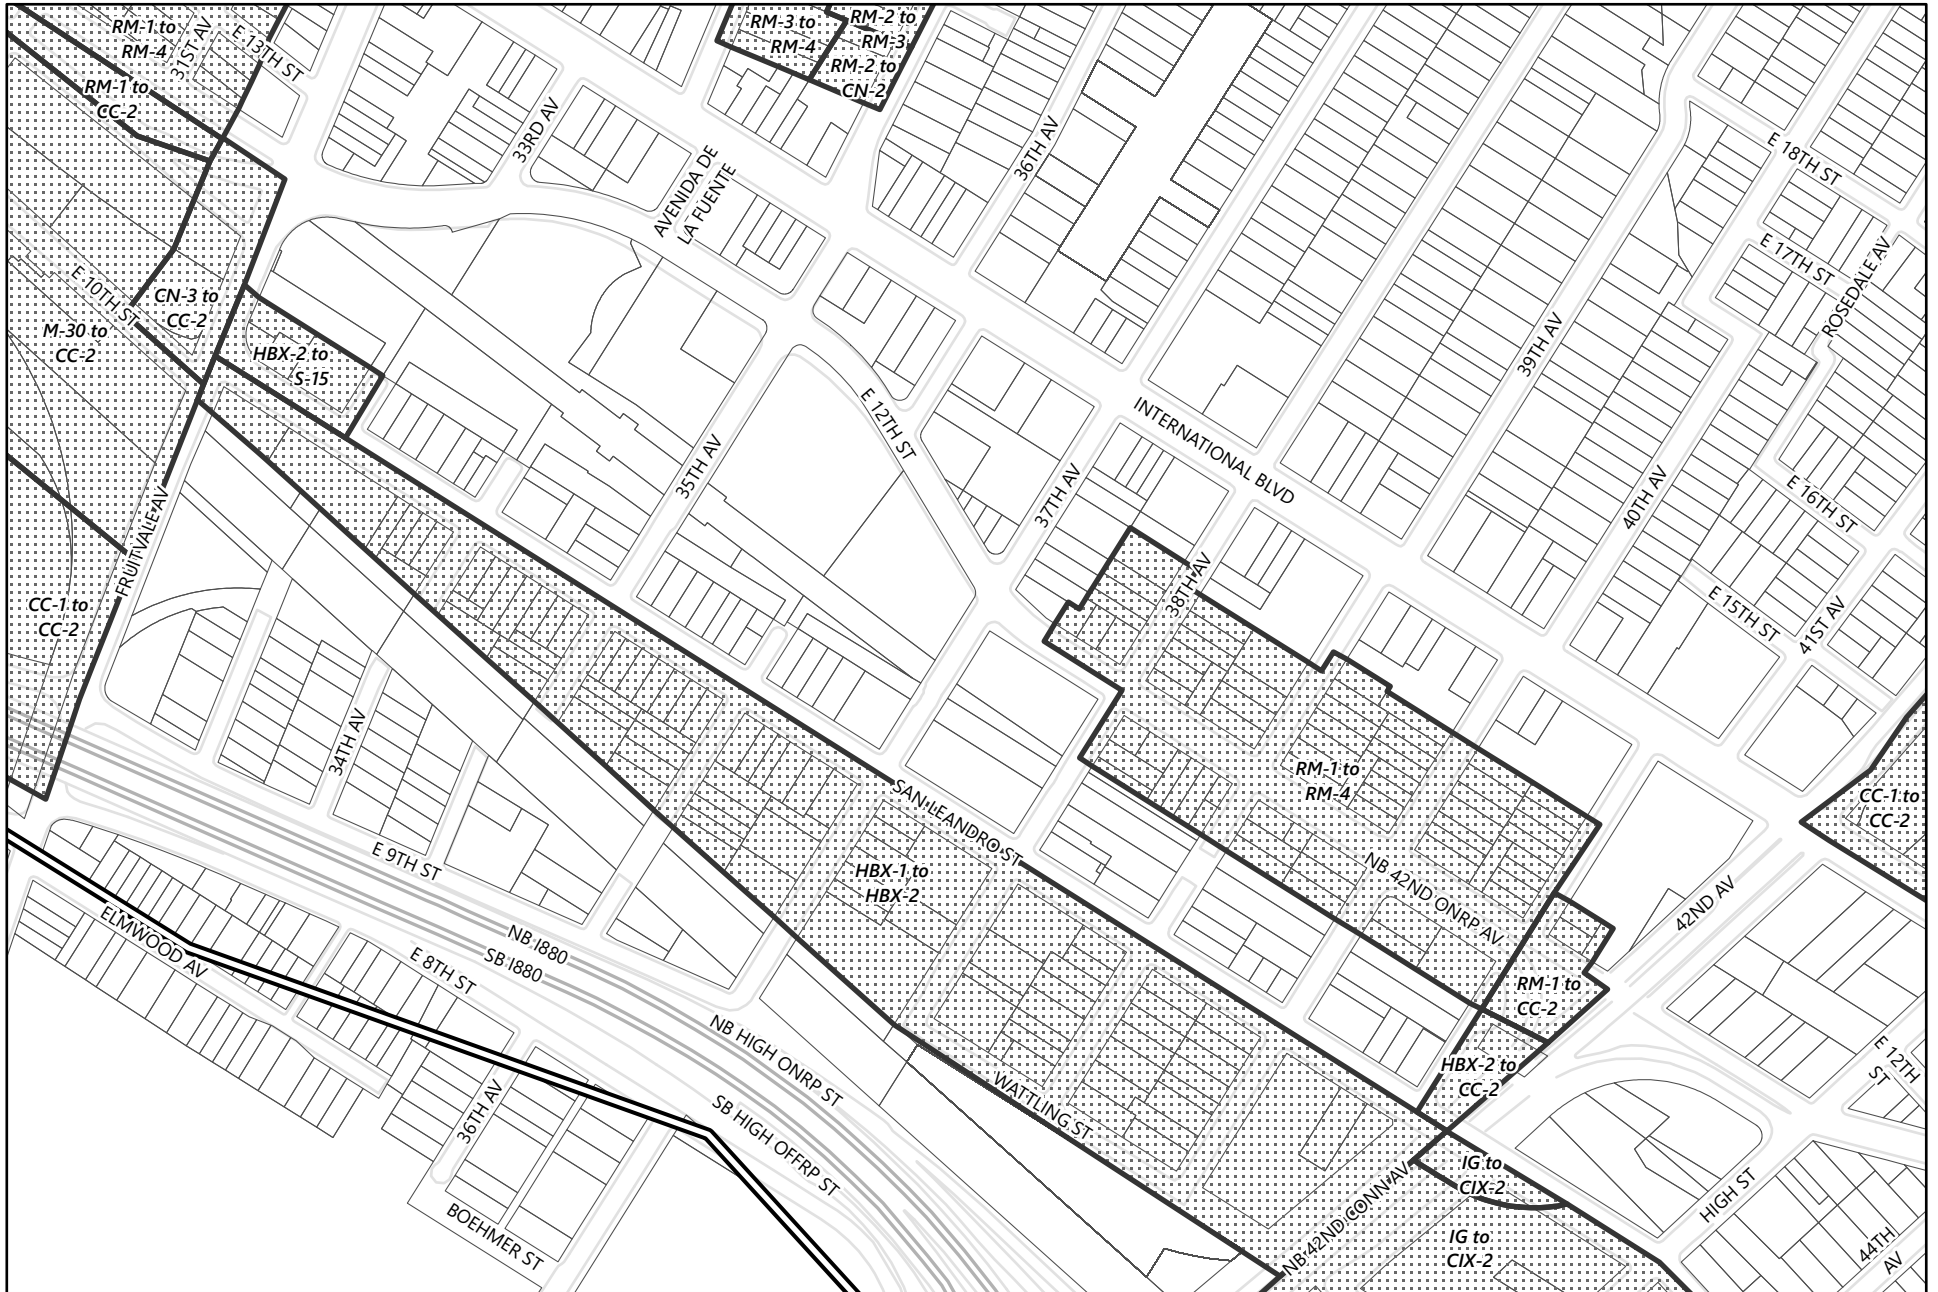 RM-1 to
RM-4
31ST AV
E 13TH ST
RM-3 to
RM-4
RM-2 to
RM-3
RM-2 to
CN-2
RM-1 to
CC-2
33RD AV
36TH AV
E 18TH ST
AVENIDA DE
LA FUENTE
E 17TH ST
ROSEDALE AV
E 10TH ST
CN-3 to
CC-2
M-30 to
CC-2
HBX-2 to
S-15
39TH AV
E 12TH ST
INTERNATIONAL BLVD
35TH AV
37TH AV
40TH AV
E 16TH ST
FRUITVALE AV
38TH AV
CC-1 to
CC-2
E 15TH ST
41ST AV
34TH AV
RM-1 to
RM-4
SAN LEANDRO ST
CC-1 to
CC-2
E 9TH ST
HBX-1 to
HBX-2
NB 42ND ONRP AV
42ND AV
ELMWOOD AV
NB I880
SB I880
E 8TH ST
RM-1 to
CC-2
NB HIGH ONRP ST
HBX-2 to
CC-2
E 12TH
ST
WATTLING ST
36TH AV
SB HIGH OFFRP ST
IG to
CIX-2
HIGH ST
NB 42ND CONN AV
BOEHMER ST
IG to
CIX-2
44TH
AV